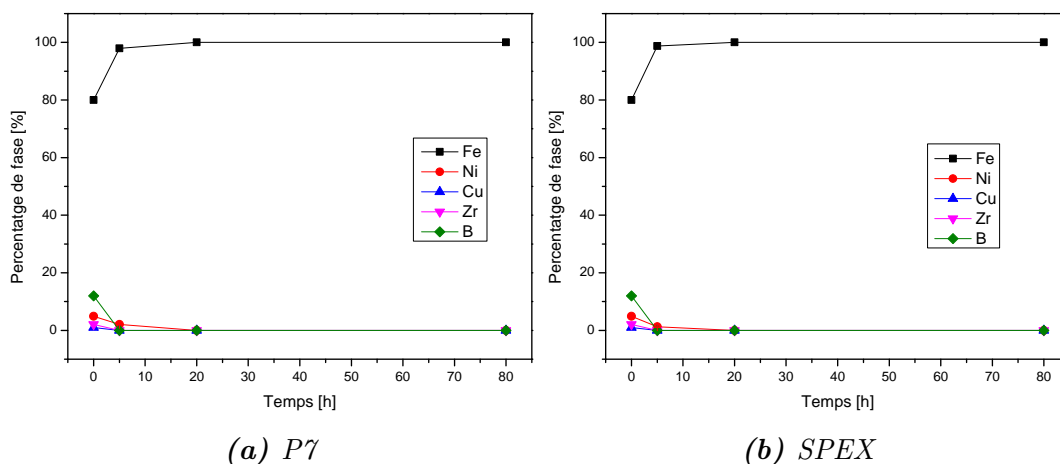 Percentatge de fase [%]
100
80
60
40
20
0
Fe
Ni
Cu
Zr
B
0 10 20 30 40 50 60 70 80
Temps [h]
(a) P7
Percentatge de fase [%]
100
80
60
40
20
0
Fe
Ni
Cu
Zr
B
0 10 20 30 40 50 60 70 80
Temps [h]
(b) SPEX